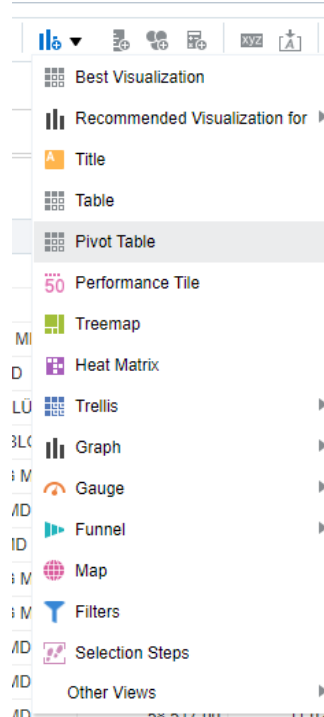 xyz
A
Best Visualization
Recommended Visualization for
A
Title
Table
Pivot Table
50
Performance Tile
Treemap
Heat Matrix
Trellis
Graph
Gauge
Funnel
Map
Filters
Selection Steps
Other Views